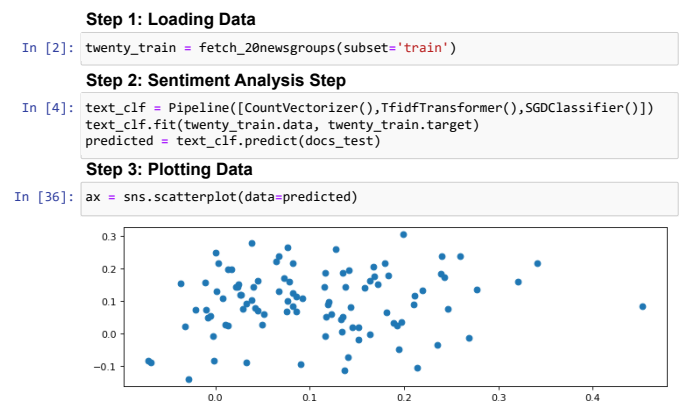 Step 1: Loading Data
In [2]: twenty_train = fetch_20newsgroups(subset='train')
Step 2: Sentiment Analysis Step
In [4]: text_clf = Pipeline([CountVectorizer(),TfidfTransformer(),SGDClassifier()])
text_clf.fit(twenty_train.data, twenty_train.target)
predicted = text_clf.predict(docs_test)
Step 3: Plotting Data
In [36]: ax = sns.scatterplot(data=predicted)
0.3
0.2
0.1
0.0
−0.1
0.0 0.1 0.2 0.3 0.4